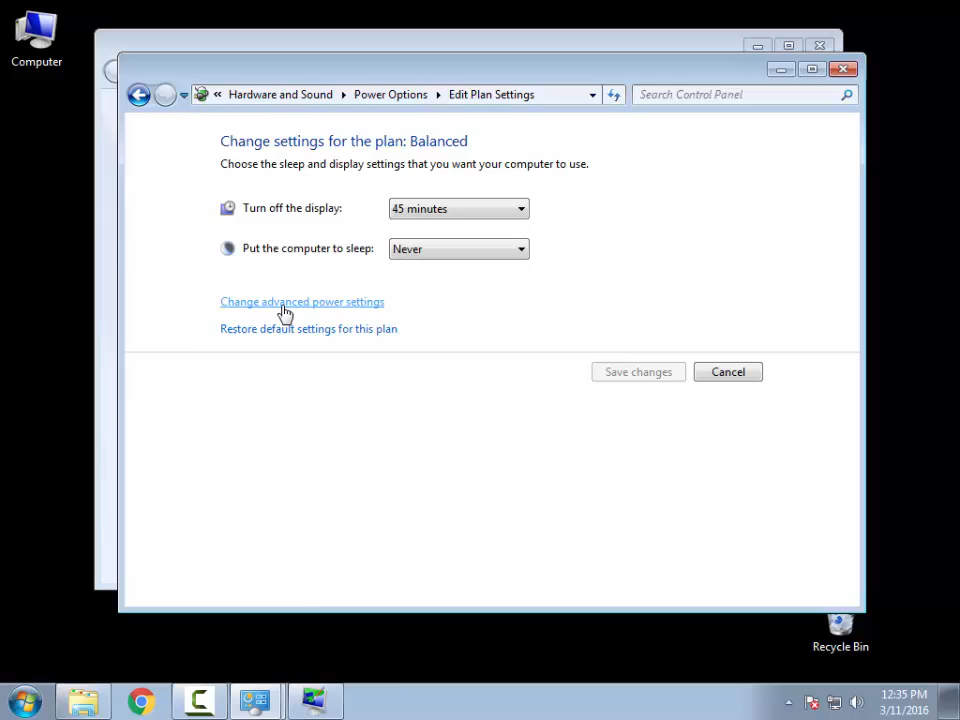 Computer
« Hardware and Sound ▸ Power Options ▸ Edit Plan Settings
Search Control Panel
Change settings for the plan: Balanced
Choose the sleep and display settings that you want your computer to use.
Turn off the display: 45 minutes
Put the computer to sleep: Never
Change advanced power settings
Restore default settings for this plan
Save changes Cancel
Recycle Bin
12:35 PM
3/11/2016